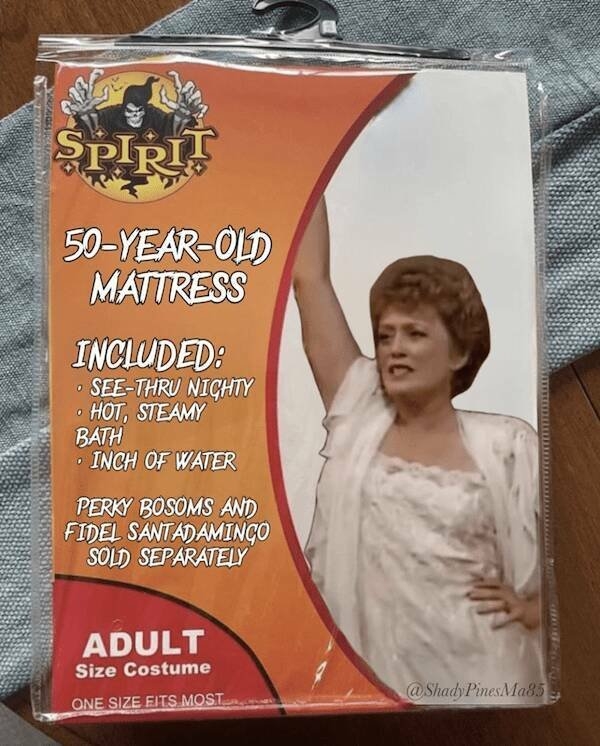 SPIRIT
50-YEAR-OLD
MATTRESS
INCLUDED:
• SEE-THRU NIGHTY
• HOT, STEAMY
BATH
• INCH OF WATER
PERKY BOSOMS AND
FIDEL SANTADAMINGO
SOLD SEPARATELY
ADULT
Size Costume
ONE SIZE FITS MOST
@ShadyPinesMa85